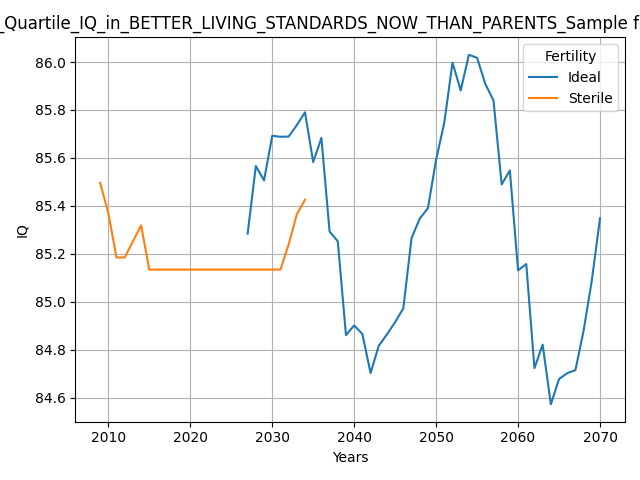 _Quartile_IQ_in_BETTER_LIVING_STANDARDS_NOW_THAN_PARENTS_Sample f
Fertility
Ideal
Sterile
86.0
85.8
85.6
85.4
85.2
85.0
84.8
84.6
IQ
2010 2020 2030 2040 2050 2060 2070
Years